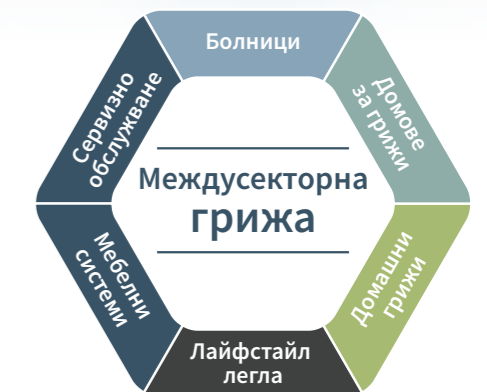 Болници
Домове
за грижи
Домашни
грижи
Лайфстайл
легла
Мебелни
системи
Сервизно
обслужване
Междусекторна
грижа